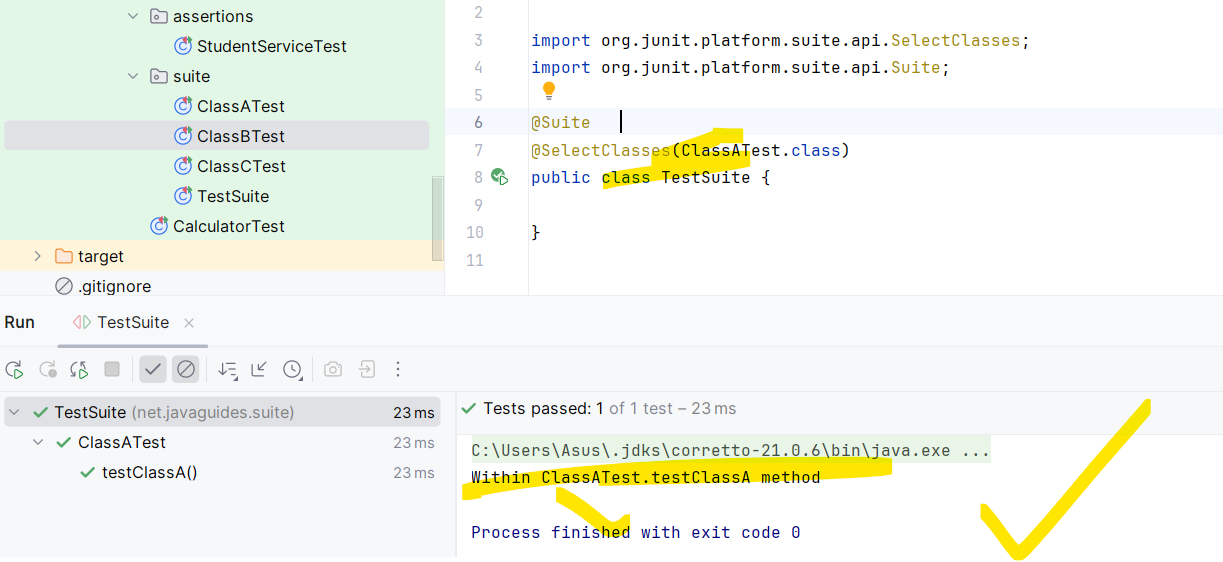 assertions
StudentServiceTest
suite
ClassATest
ClassBTest
ClassCTest
TestSuite
CalculatorTest
target
.gitignore
2
3 import org.junit.platform.suite.api.SelectClasses;
4 import org.junit.platform.suite.api.Suite;
5
6 @Suite
7 @SelectClasses(ClassATest.class)
8 public class TestSuite {
9
10 }
11
Run TestSuite
TestSuite (net.javaguides.suite) 23 ms
ClassATest 23 ms
testClassA() 23 ms
Tests passed: 1 of 1 test – 23 ms
C:\Users\Asus\.jdks\corretto-21.0.6\bin\java.exe ...
Within ClassATest.testClassA method
Process finished with exit code 0